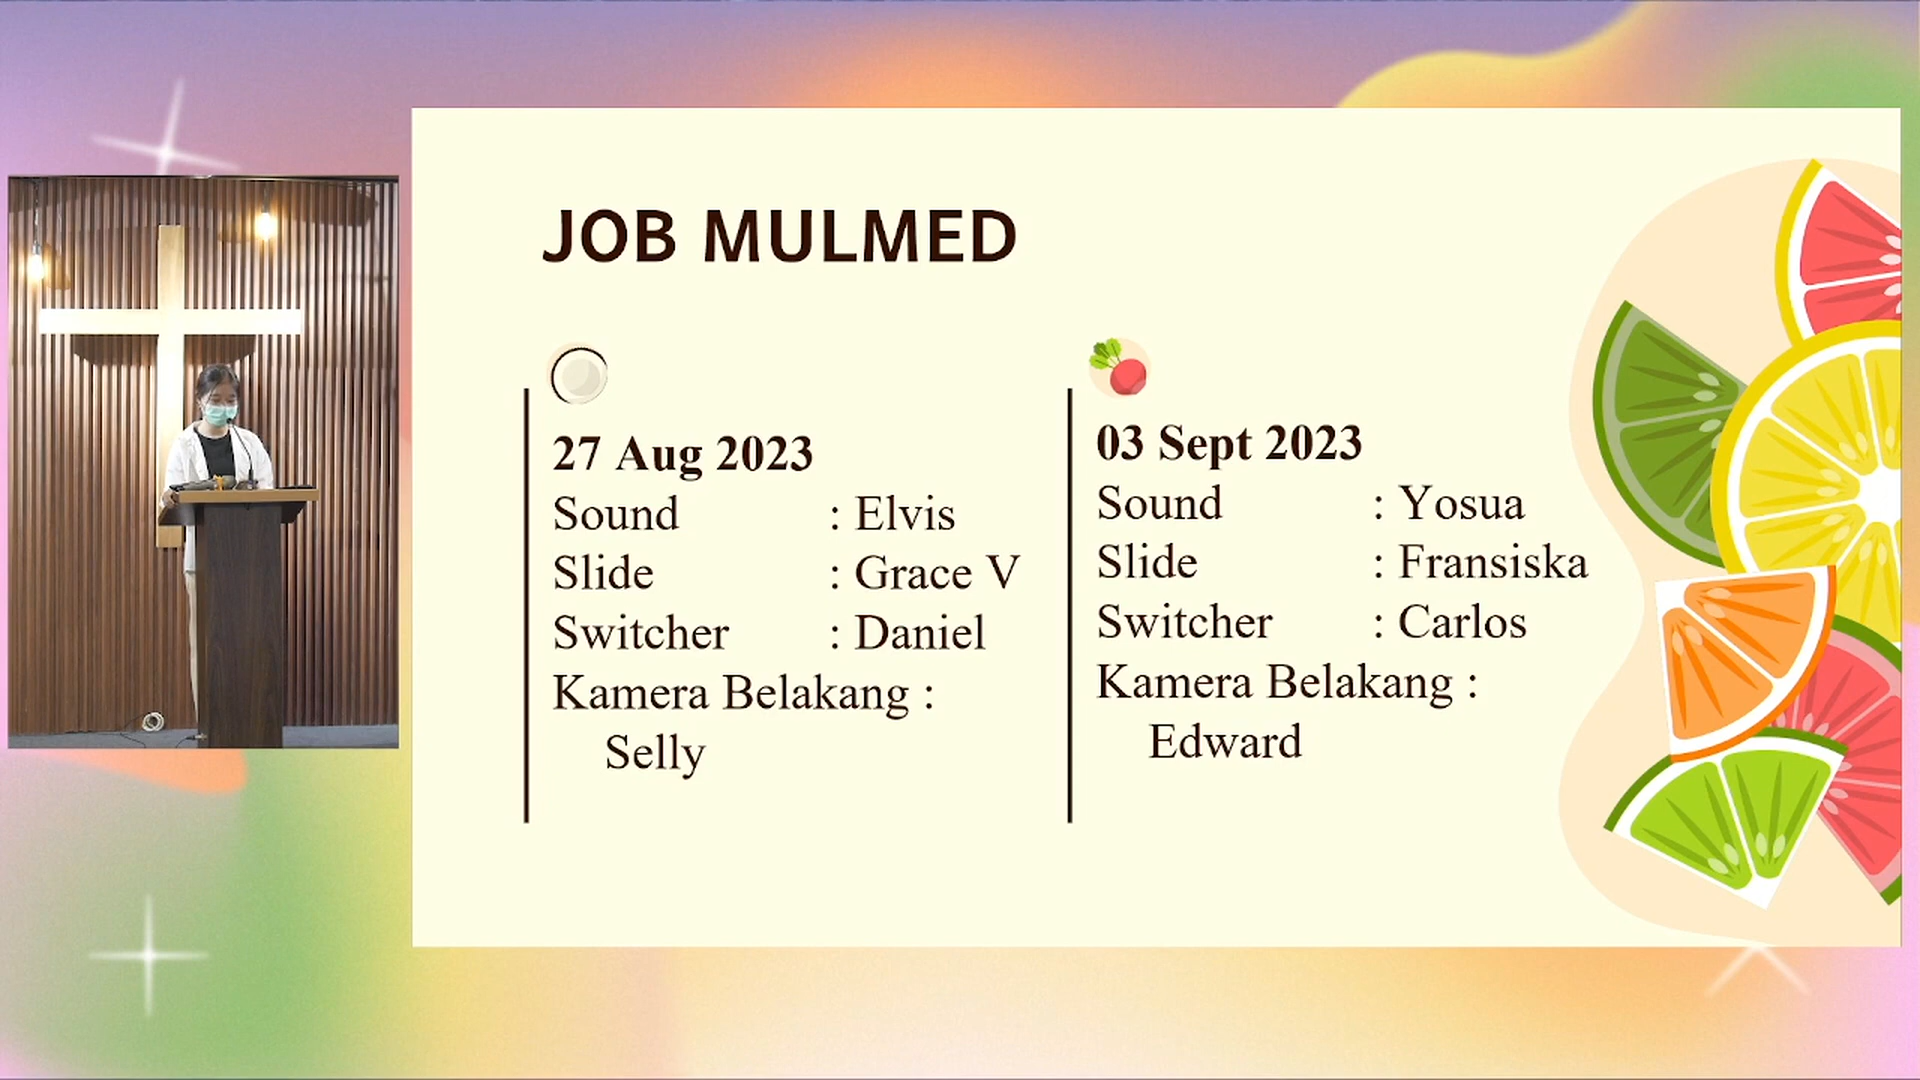 JOB MULMED
27 Aug 2023
Sound : Elvis
Slide : Grace V
Switcher : Daniel
Kamera Belakang :
Selly
03 Sept 2023
Sound : Yosua
Slide : Fransiska
Switcher : Carlos
Kamera Belakang :
Edward